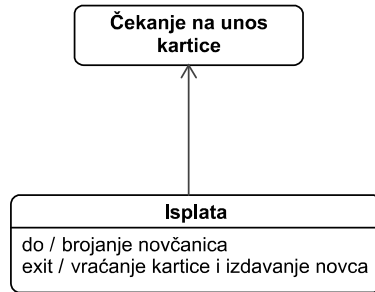 Čekanje na unos
kartice
Isplata
do / brojanje novčanica
exit / vraćanje kartice i izdavanje novca